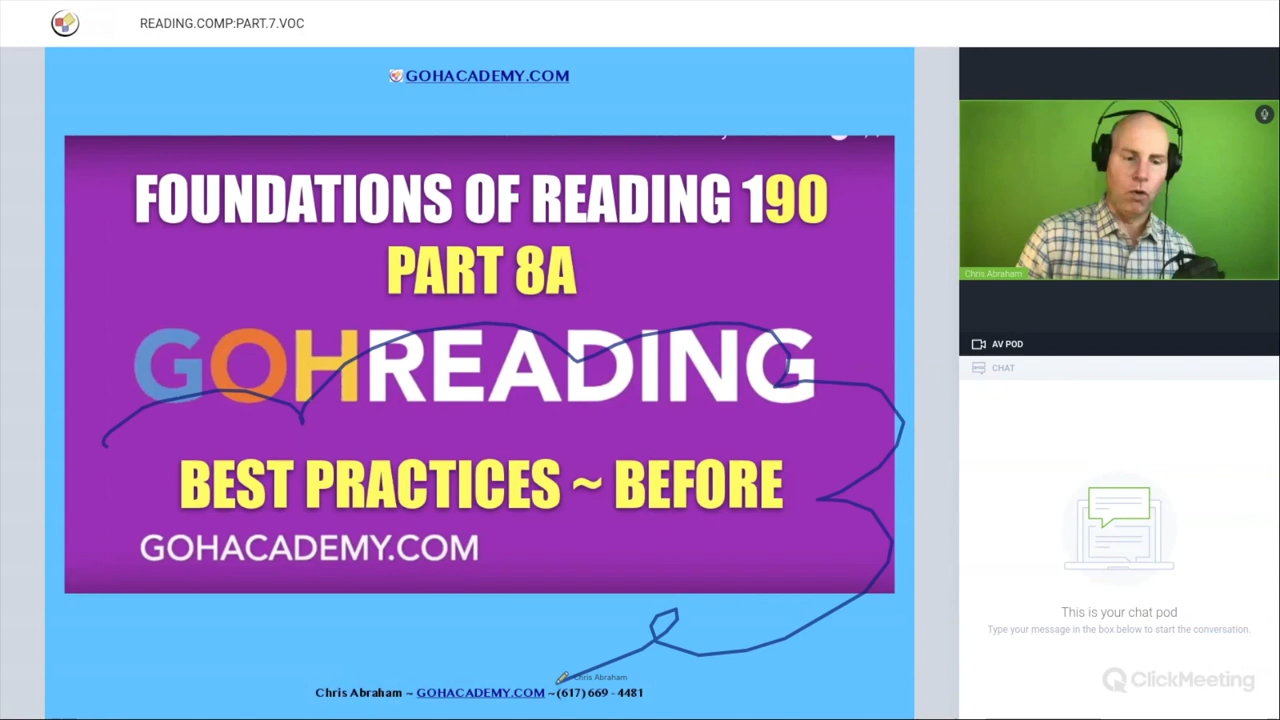 READING.COMP:PART.7.VOC
GOHACADEMY.COM
FOUNDATIONS OF READING 190
PART 8A
GOHREADING
BEST PRACTICES ~ BEFORE
GOHACADEMY.COM
Chris Abraham
Chris Abraham ~ GOHACADEMY.COM ~(617) 669 - 4481
Chris Abraham
AV POD
CHAT
This is your chat pod
Type your message in the box below to start the conversation.
ClickMeeting